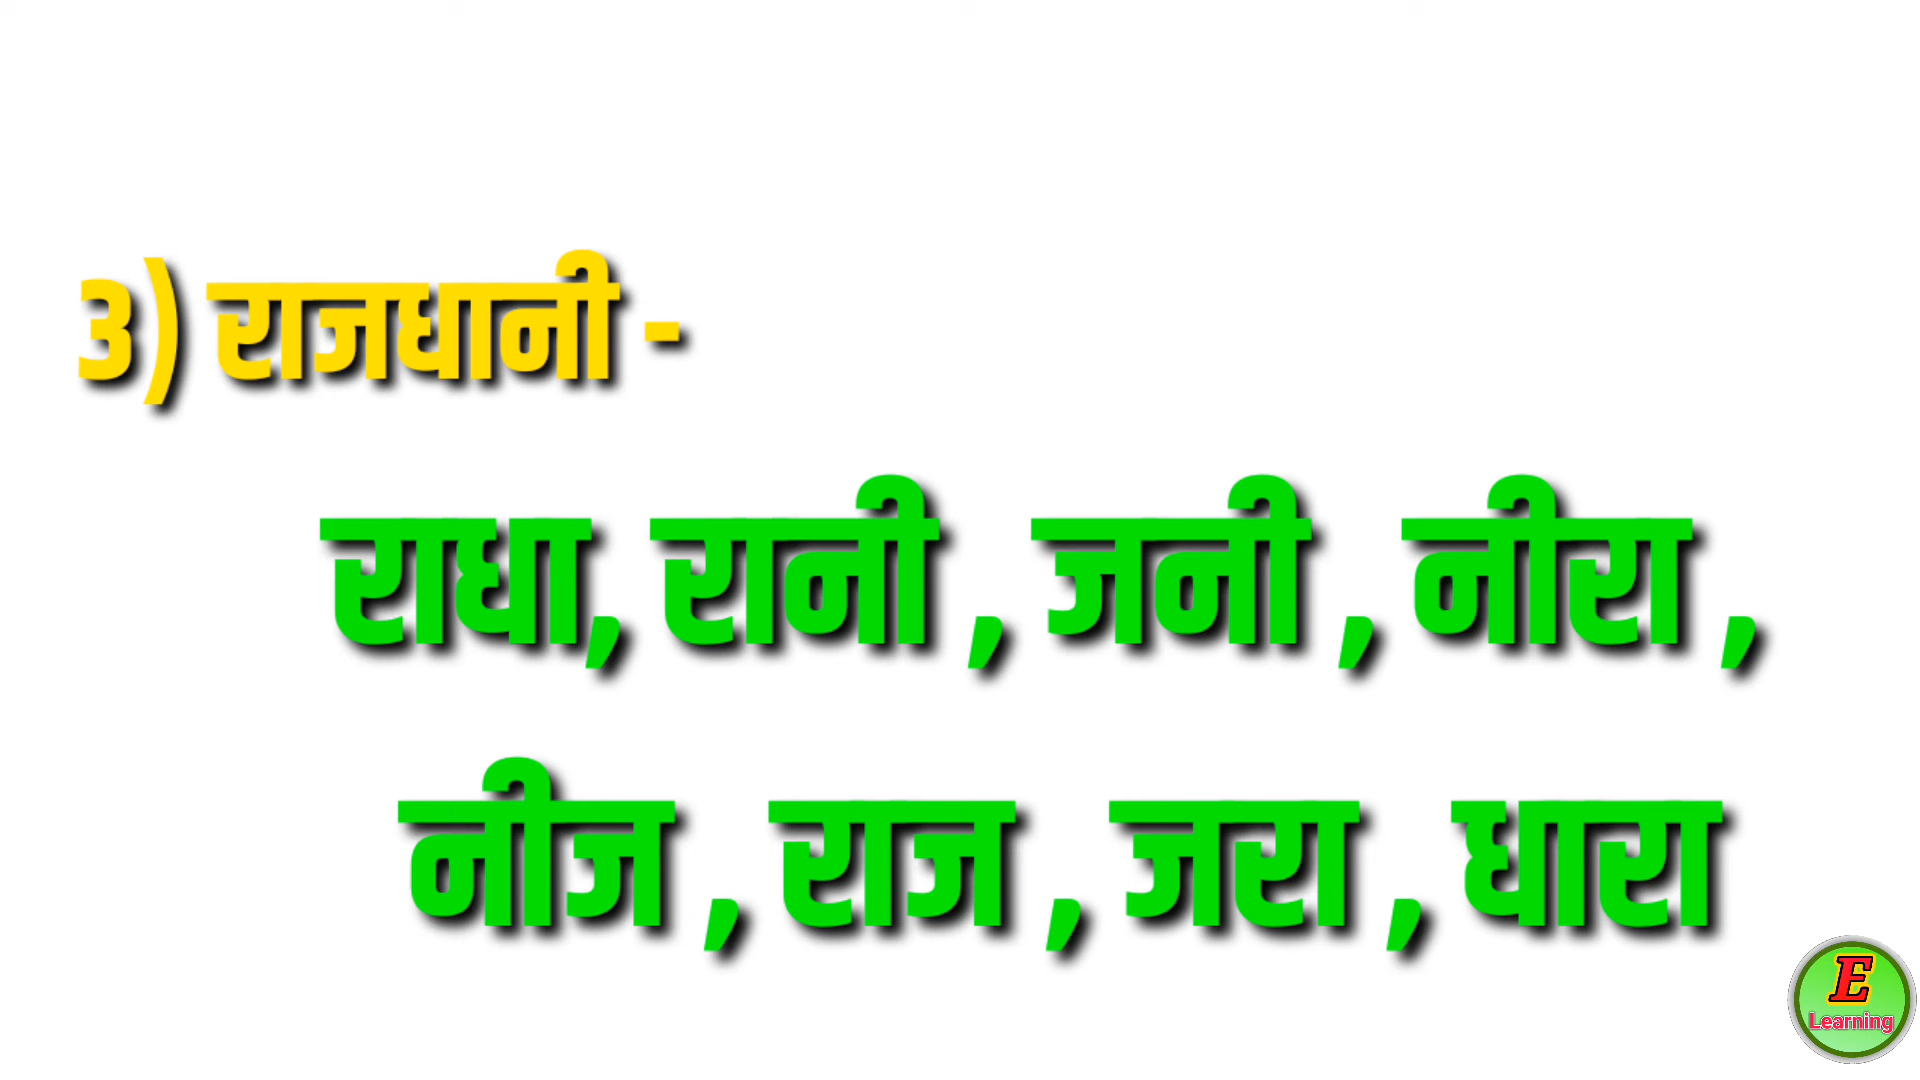 3) राजधानी -
राधा, रानी , जनी , नीरा ,
नीज , राज , जरा , धारा
E
Learning